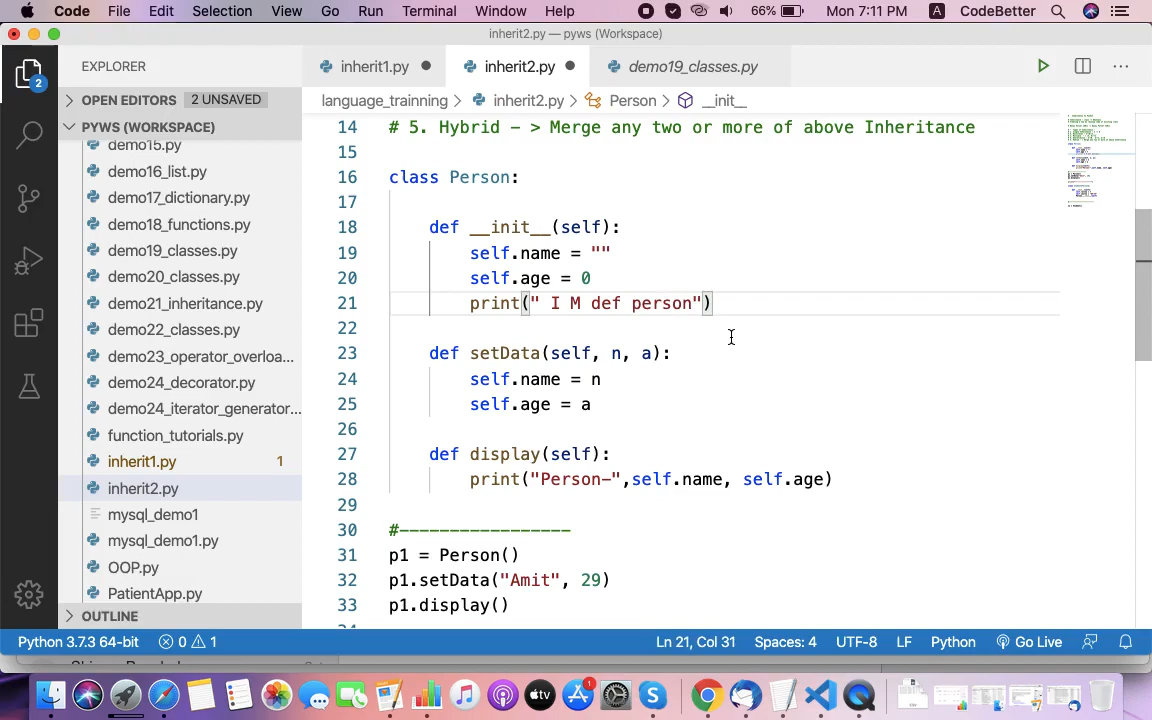 Code File Edit Selection View Go Run Terminal Window Help 66% Mon 7:11 PM A CodeBetter
inherit2.py — pyws (Workspace)
EXPLORER
inherit1.py
inherit2.py
demo19_classes.py
2
OPEN EDITORS 2 UNSAVED
language_trainning > inherit2.py > Person > __init__
PYWS (WORKSPACE)
demo15.py
demo16_list.py
demo17_dictionary.py
demo18_functions.py
demo19_classes.py
demo20_classes.py
demo21_inheritance.py
demo22_classes.py
demo23_operator_overloa...
demo24_decorator.py
demo24_iterator_generator...
function_tutorials.py
inherit1.py 1
inherit2.py
mysql_demo1
mysql_demo1.py
OOP.py
PatientApp.py
OUTLINE
14 # 5. Hybrid - > Merge any two or more of above Inheritance
15
16 class Person:
17
18 def __init__(self):
19 self.name = ""
20 self.age = 0
21 print(" I M def person")
22
23 def setData(self, n, a):
24 self.name = n
25 self.age = a
26
27 def display(self):
28 print("Person-",self.name, self.age)
29
30 #-----------------
31 p1 = Person()
32 p1.setData("Amit", 29)
33 p1.display()
Python 3.7.3 64-bit 0 1 Ln 21, Col 31 Spaces: 4 UTF-8 LF Python Go Live
tv
1